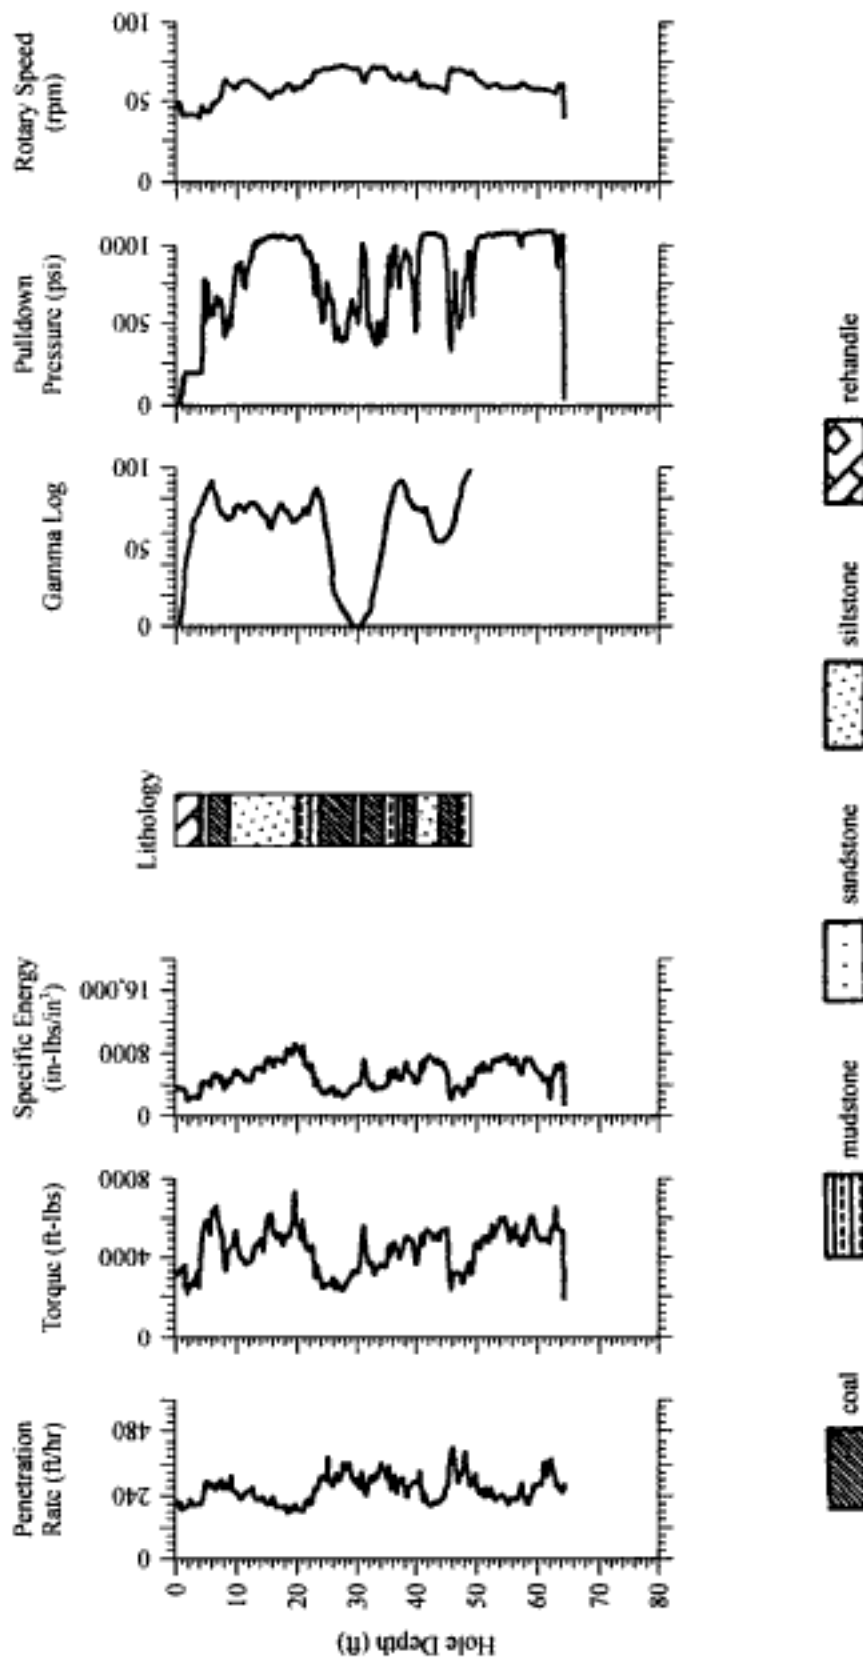 Penetration
Rate (ft/hr)
0
240
480
Torque (ft-lbs)
0
4000
8000
Specific Energy
(in-lbs/in³)
0
8000
16,000
Lithology
Gamma Log
0
50
100
Pulldown
Pressure (psi)
0
500
1000
Rotary Speed
(rpm)
0
50
100
Hole Depth (ft)
0
10
20
30
40
50
60
70
80
coal
mudstone
sandstone
siltstone
rehandle